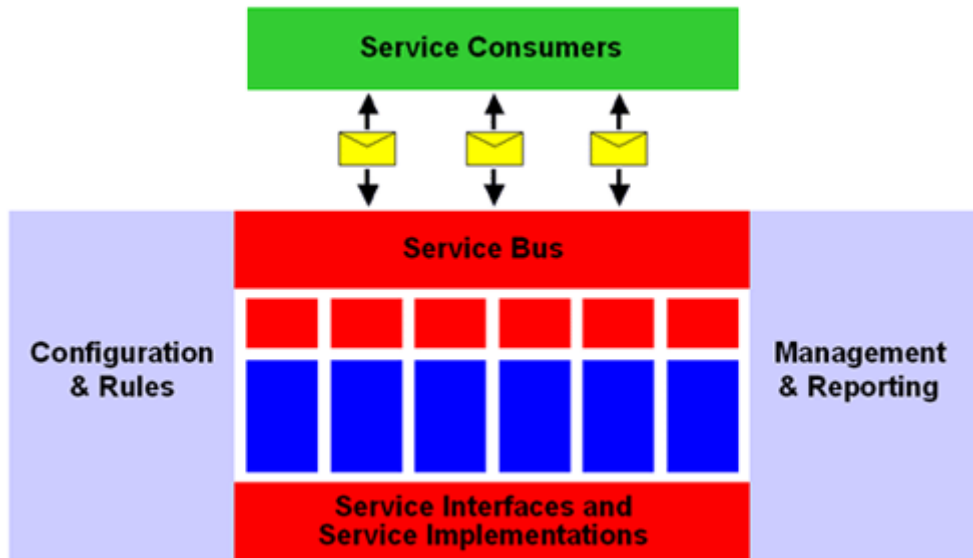 Service Consumers
Service Bus
Configuration
& Rules
Management
& Reporting
Service Interfaces and
Service Implementations